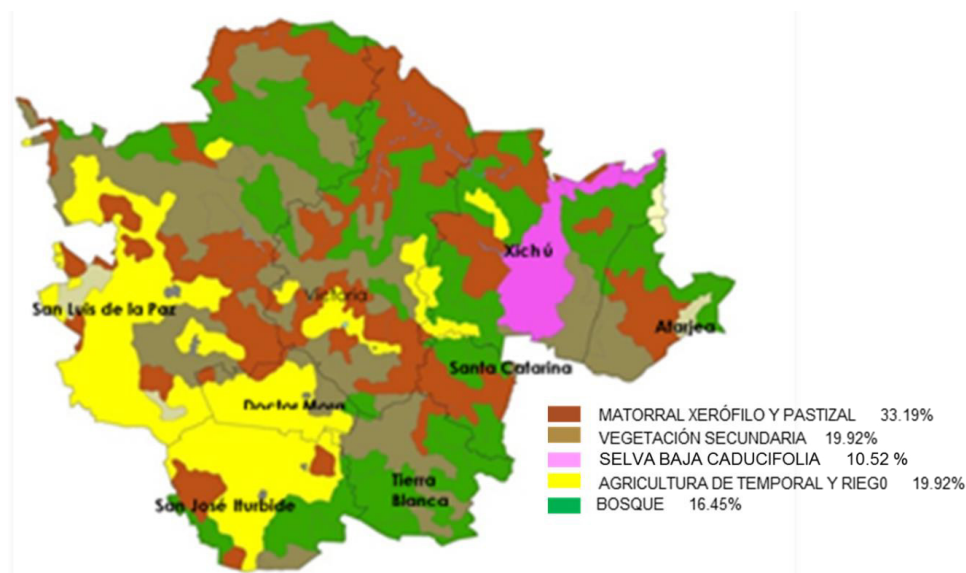 Xichú
San Luis de la Paz
Victoria
Atarjea
Santa Catarina
Doctor Mora
Tierra
Blanca
San José Iturbide
MATORRAL XERÓFILO Y PASTIZAL 33.19%
VEGETACIÓN SECUNDARIA 19.92%
SELVA BAJA CADUCIFOLIA 10.52 %
AGRICULTURA DE TEMPORAL Y RIEG0 19.92%
BOSQUE 16.45%